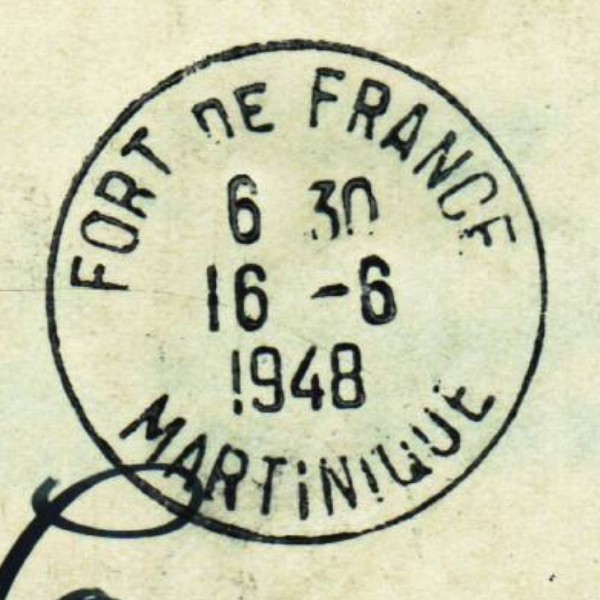 FORT DE FRANCE
6 30
16 -6
1948
MARTINIQUE